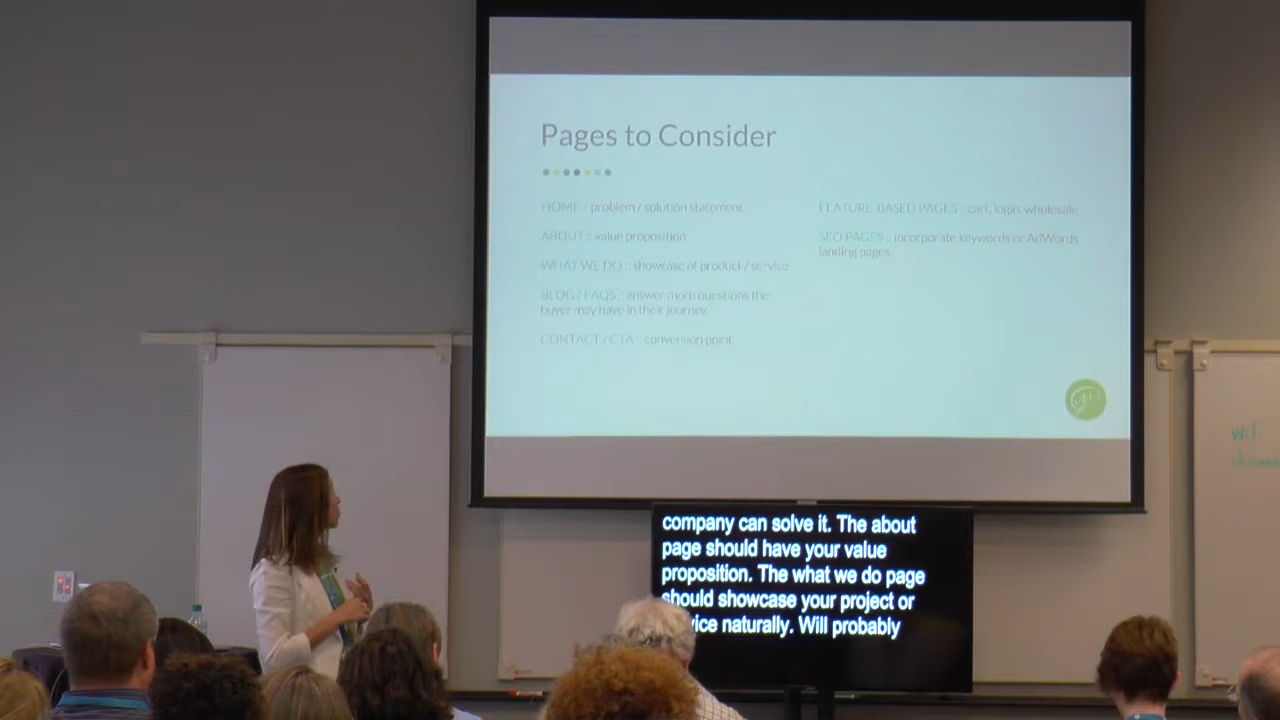 Pages to Consider
HOME :: problem / solution statement
ABOUT :: value proposition
WHAT WE DO :: showcase of product / service
BLOG / FAQS :: answer more questions the
buyer may have in their journey
CONTACT / CTA :: conversion point
FEATURE-BASED PAGES :: cart, login, wholesale
SEO PAGES :: incorporate keywords or AdWords
landing pages
company can solve it. The about
page should have your value
proposition. The what we do page
should showcase your project or
naturally. Will probably